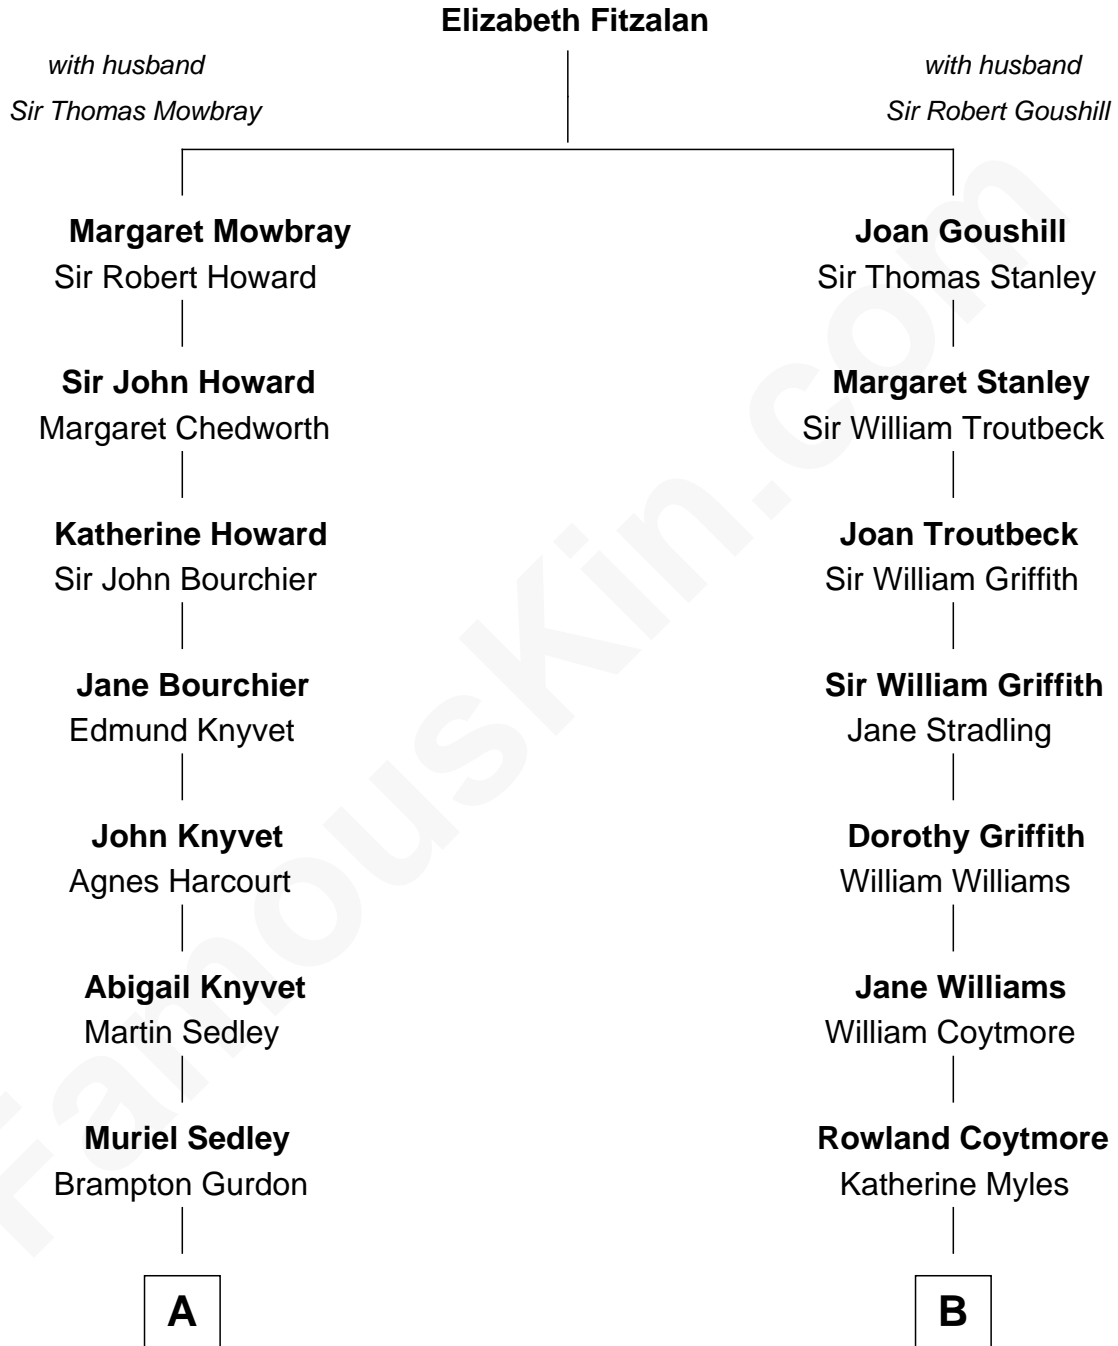 Elizabeth Fitzalan
with husband
Sir Thomas Mowbray
with husband
Sir Robert Goushill
Margaret Mowbray
Sir Robert Howard
Joan Goushill
Sir Thomas Stanley
Sir John Howard
Margaret Chedworth
Margaret Stanley
Sir William Troutbeck
Katherine Howard
Sir John Bourchier
Joan Troutbeck
Sir William Griffith
Jane Bourchier
Edmund Knyvet
Sir William Griffith
Jane Stradling
John Knyvet
Agnes Harcourt
Dorothy Griffith
William Williams
Abigail Knyvet
Martin Sedley
Jane Williams
William Coytmore
Muriel Sedley
Brampton Gurdon
Rowland Coytmore
Katherine Myles
A
B
FamousKin.com